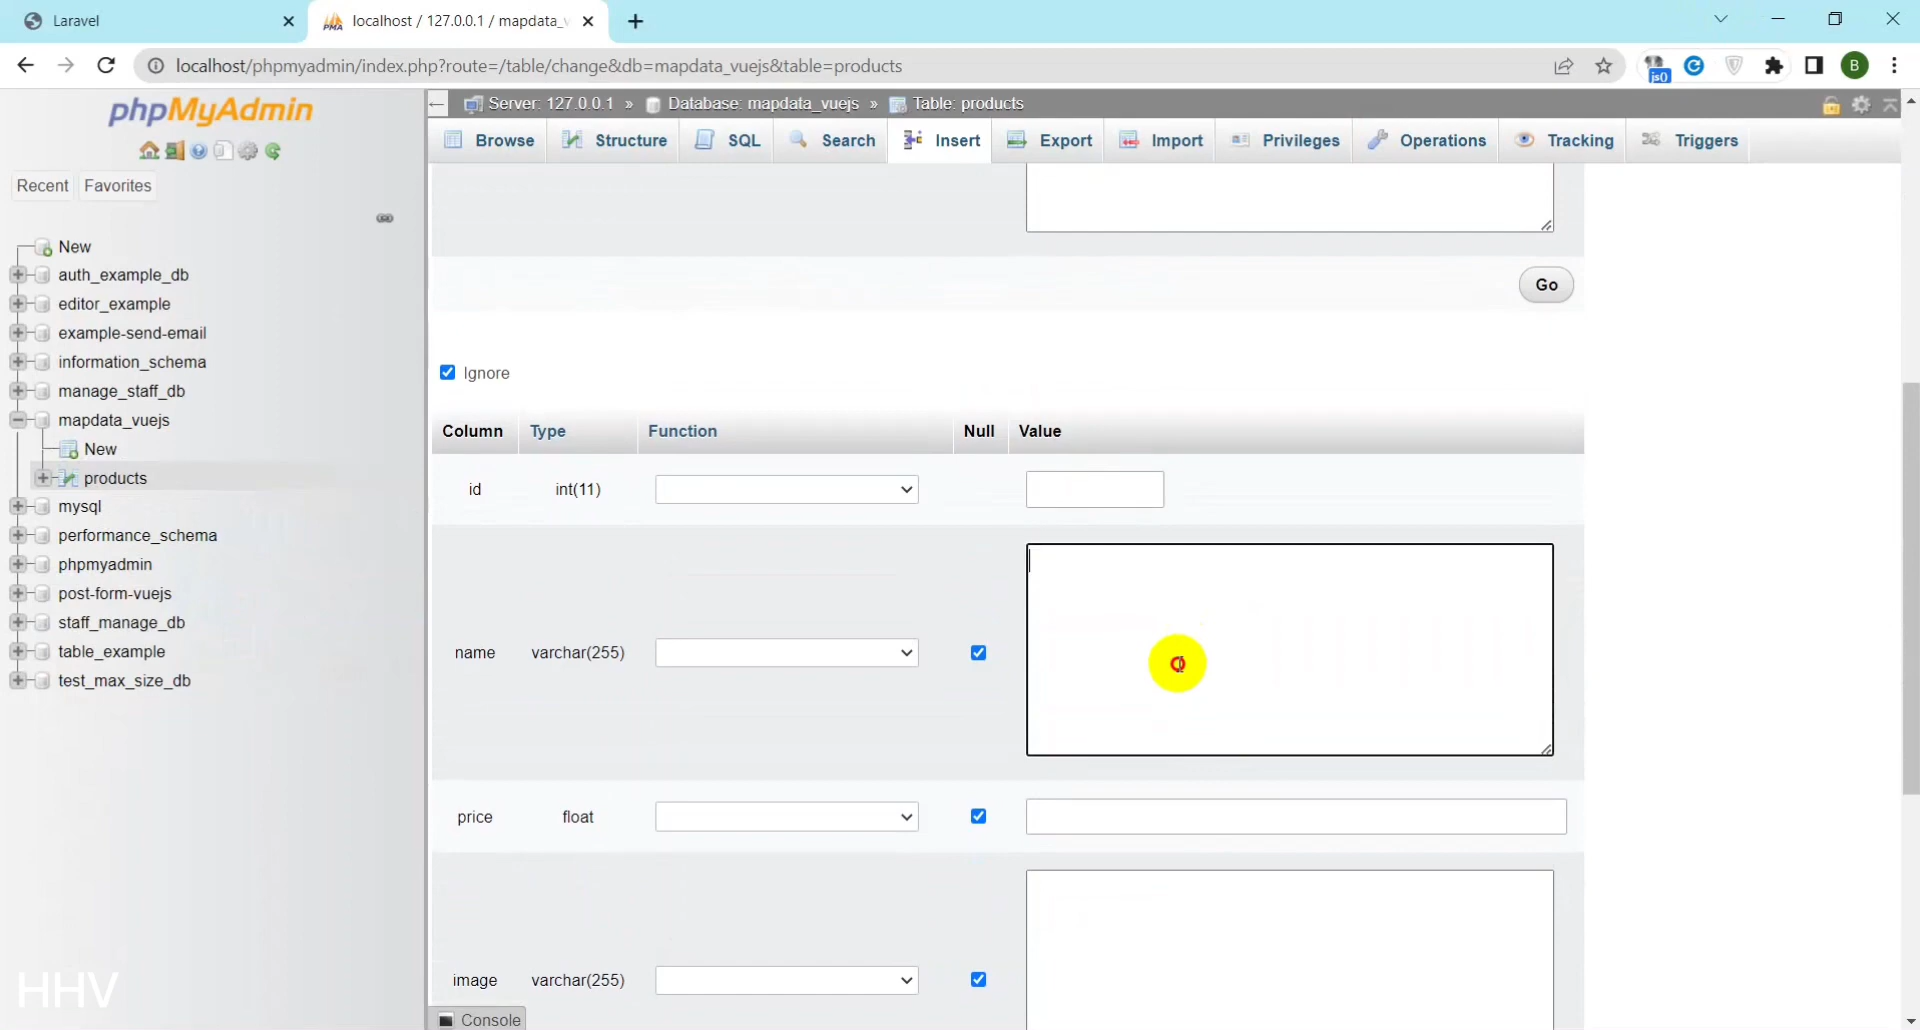 Laravel
localhost / 127.0.0.1 / mapdata_v
localhost/phpmyadmin/index.php?route=/table/change&db=mapdata_vuejs&table=products
js0
B
phpMyAdmin
Server: 127.0.0.1 » Database: mapdata_vuejs » Table: products
Browse Structure SQL Search Insert Export Import Privileges Operations Tracking Triggers
Recent Favorites
New
auth_example_db
editor_example
example-send-email
information_schema
manage_staff_db
mapdata_vuejs
New
products
mysql
performance_schema
phpmyadmin
post-form-vuejs
staff_manage_db
table_example
test_max_size_db
Go
Ignore
Column Type Function Null Value
id int(11)
name varchar(255)
price float
image varchar(255)
Console
HHV